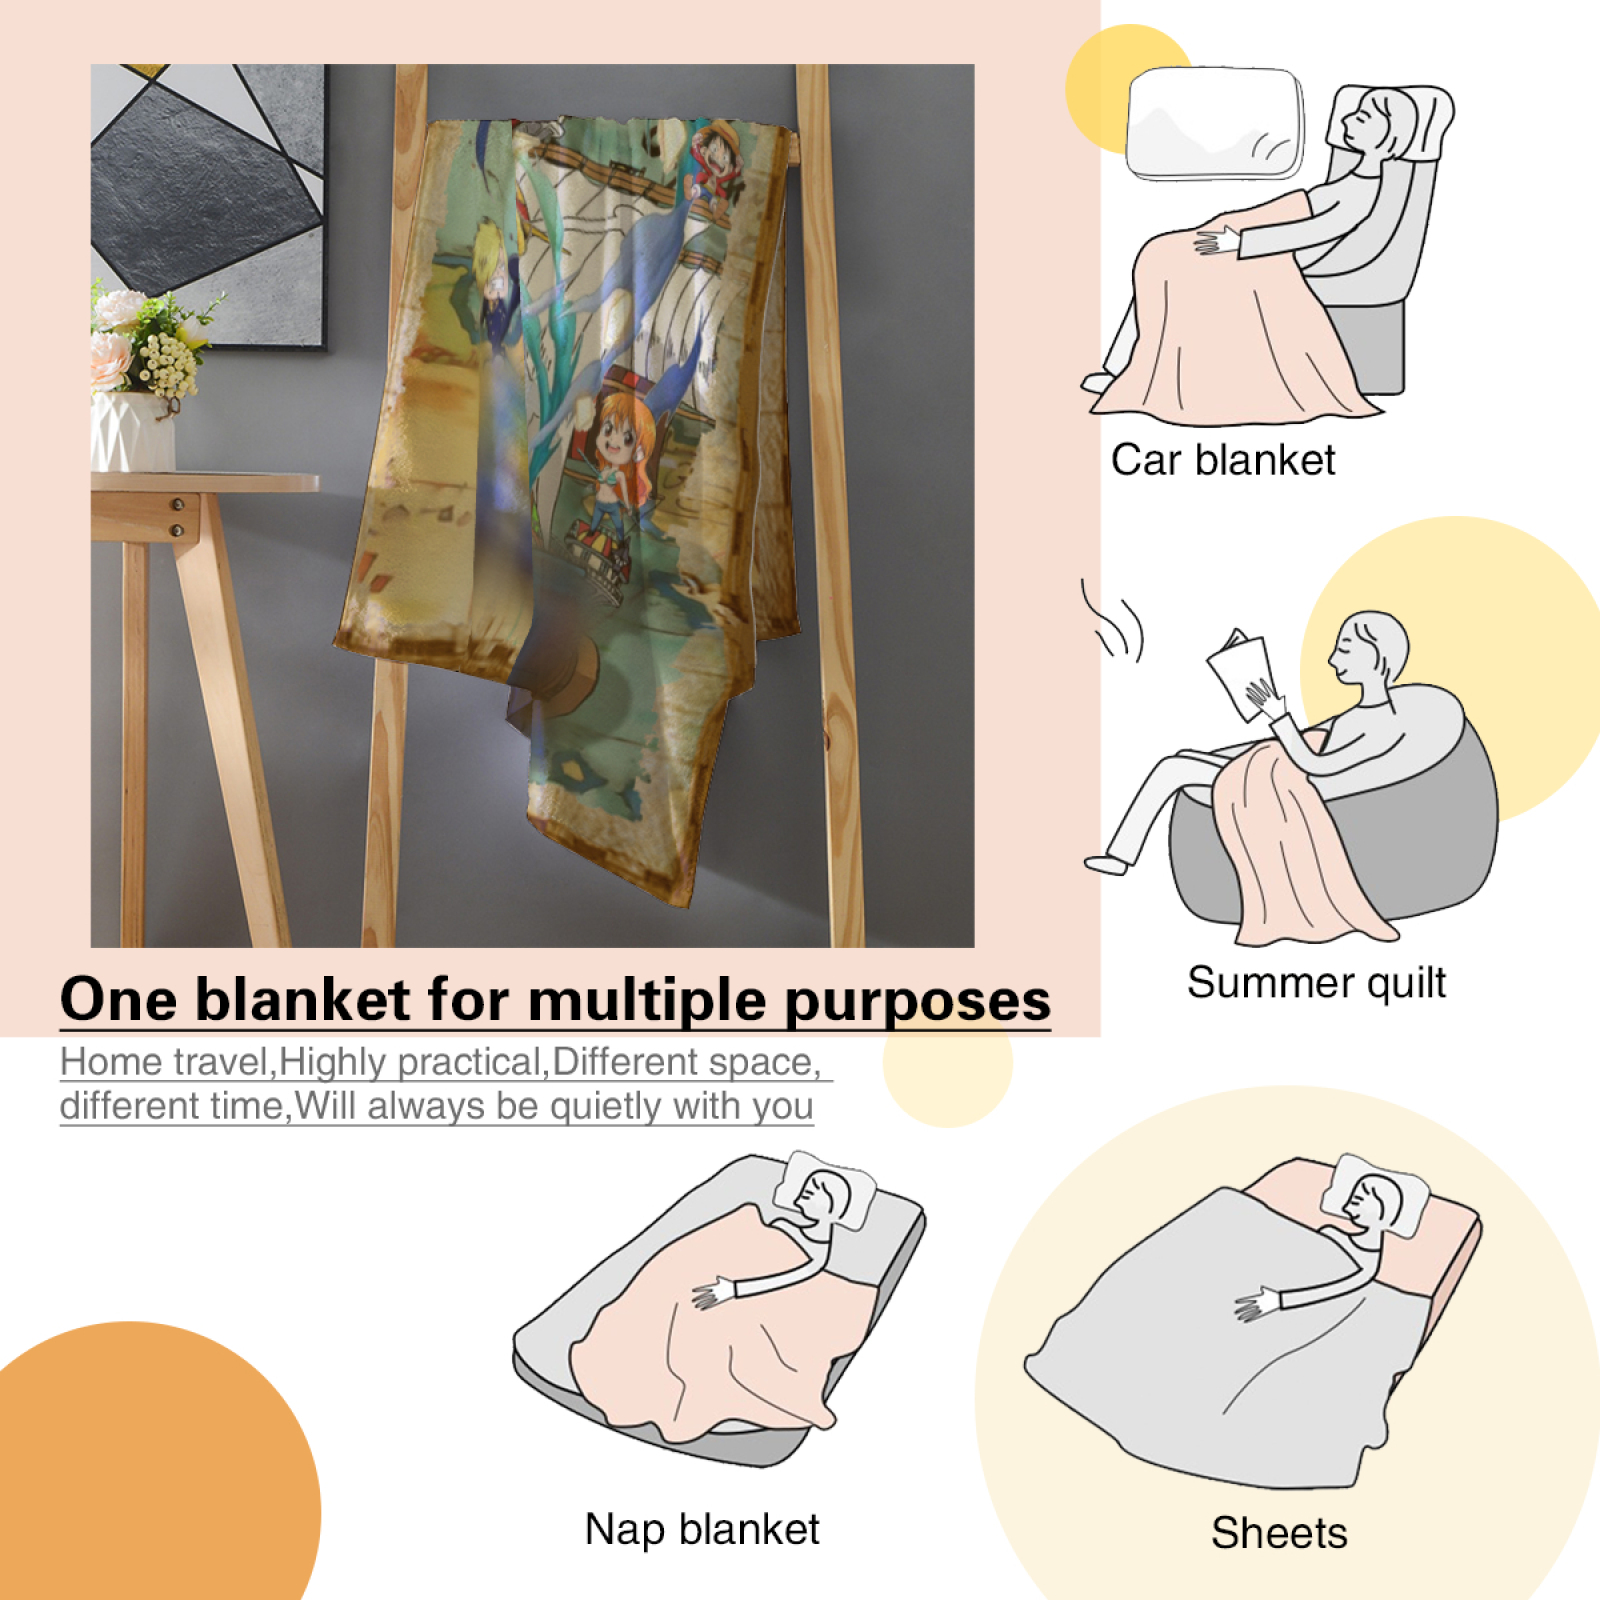 Car blanket
Summer quilt
One blanket for multiple purposes
Home travel,Highly practical,Different space,
different time,Will always be quietly with you
Nap blanket
Sheets